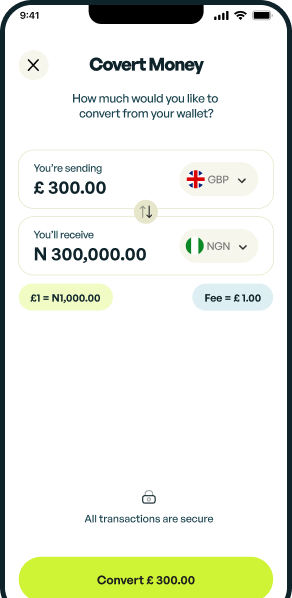 9:41
Covert Money
How much would you like to
convert from your wallet?
You're sending
£ 300.00
GBP
You'll receive
N 300,000.00
NGN
£1 = N1,000.00
Fee = £ 1.00
All transactions are secure
Convert £ 300.00